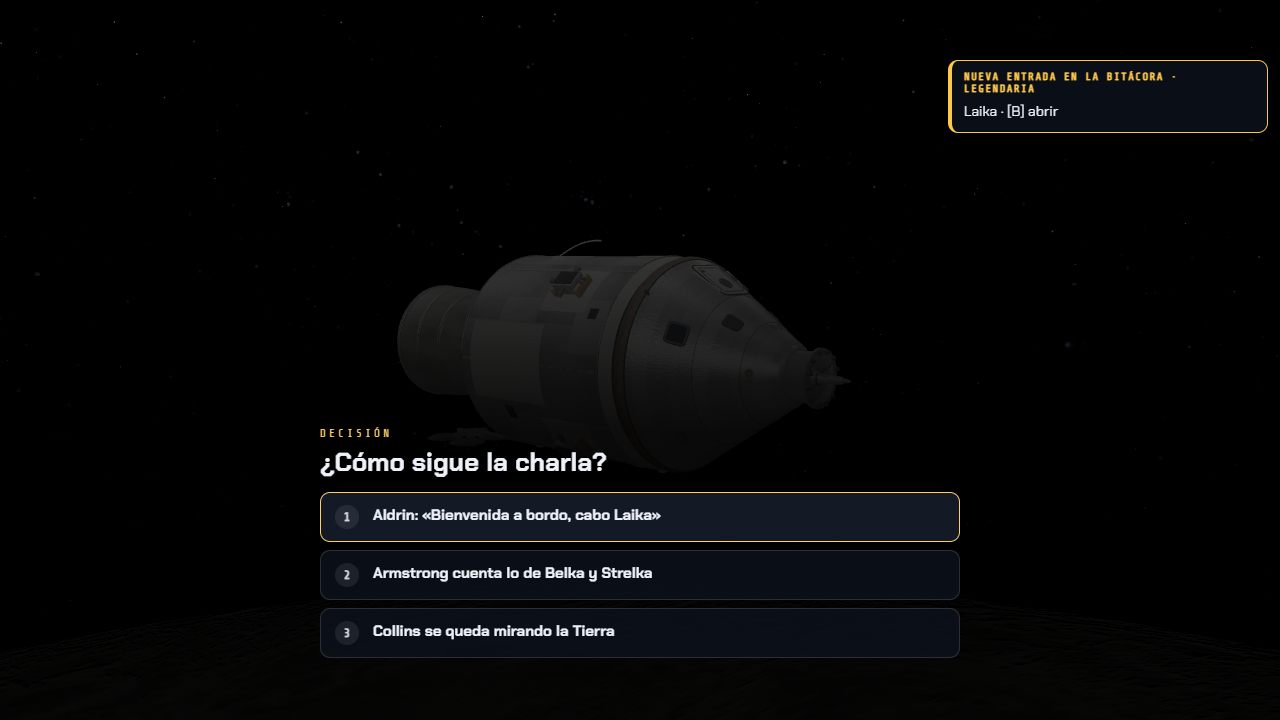 NUEVA ENTRADA EN LA BITÁCORA ·
LEGENDARIA
Laika · [B] abrir
DECISIÓN
¿Cómo sigue la charla?
1 Aldrin: «Bienvenida a bordo, cabo Laika»
2 Armstrong cuenta lo de Belka y Strelka
3 Collins se queda mirando la Tierra